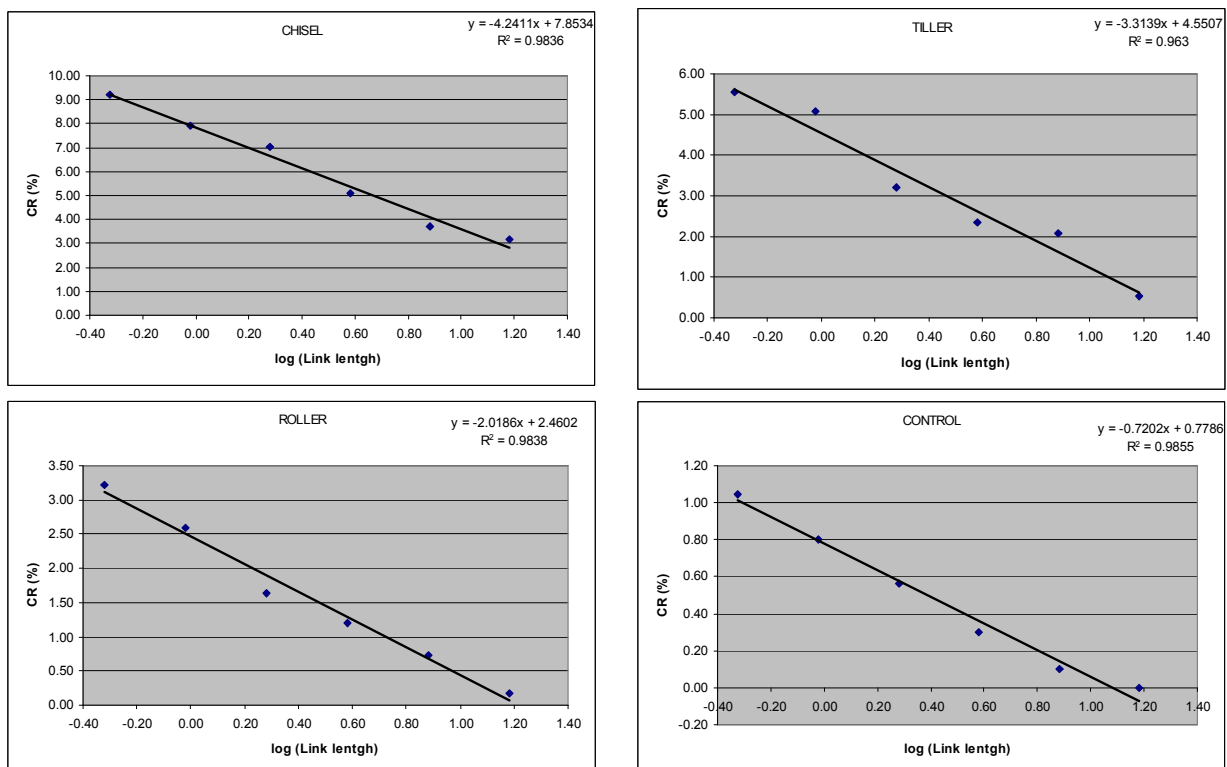 CHISEL
y = -4.2411x + 7.8534
R² = 0.9836
10.00
9.00
8.00
7.00
6.00
5.00
4.00
3.00
2.00
1.00
0.00
CR (%)
-0.40 -0.20 0.00 0.20 0.40 0.60 0.80 1.00 1.20 1.40
log (Link lentgh)
TILLER
y = -3.3139x + 4.5507
R² = 0.963
6.00
5.00
4.00
3.00
2.00
1.00
0.00
CR (%)
-0.40 -0.20 0.00 0.20 0.40 0.60 0.80 1.00 1.20 1.40
log (Link lentgh)
ROLLER
y = -2.0186x + 2.4602
R² = 0.9838
3.50
3.00
2.50
2.00
1.50
1.00
0.50
0.00
CR (%)
-0.40 -0.20 0.00 0.20 0.40 0.60 0.80 1.00 1.20 1.40
log (Link lentgh)
CONTROL
y = -0.7202x + 0.7786
R² = 0.9855
1.20
1.00
0.80
0.60
0.40
0.20
0.00
-0.20
CR (%)
-0.40 -0.20 0.00 0.20 0.40 0.60 0.80 1.00 1.20 1.40
log (Link lentgh)